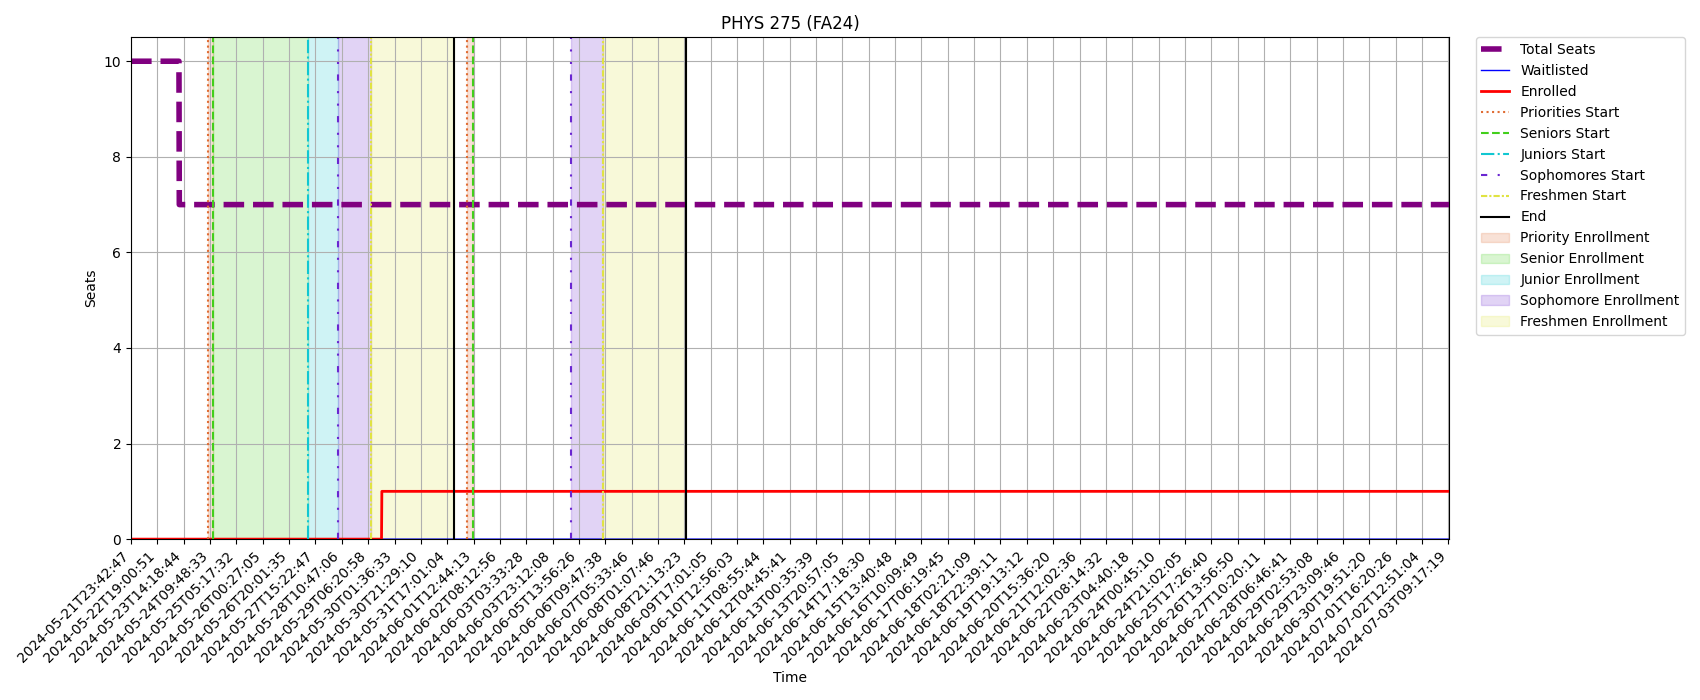 PHYS 275 (FA24)
10
8
6
4
2
0
Seats
2024-05-21T23:42:47
2024-05-22T19:00:51
2024-05-23T14:18:44
2024-05-24T09:48:33
2024-05-25T05:17:32
2024-05-26T00:27:05
2024-05-26T20:01:35
2024-05-27T15:22:47
2024-05-28T10:47:06
2024-05-29T06:20:58
2024-05-30T01:36:33
2024-05-30T21:29:10
2024-05-31T17:01:04
2024-06-01T12:44:13
2024-06-02T08:12:56
2024-06-03T03:33:28
2024-06-03T23:12:08
2024-06-05T13:56:26
2024-06-06T09:47:38
2024-06-07T05:33:46
2024-06-08T01:07:46
2024-06-08T21:13:23
2024-06-09T17:01:05
2024-06-10T12:56:03
2024-06-11T08:55:44
2024-06-12T04:45:41
2024-06-13T00:35:39
2024-06-13T20:57:05
2024-06-14T17:18:30
2024-06-15T13:40:48
2024-06-16T10:09:49
2024-06-17T06:19:45
2024-06-18T02:21:09
2024-06-18T22:39:11
2024-06-19T19:13:12
2024-06-20T15:36:20
2024-06-21T12:02:36
2024-06-22T08:14:32
2024-06-23T04:40:18
2024-06-24T00:45:10
2024-06-24T21:02:05
2024-06-25T17:26:40
2024-06-26T13:56:50
2024-06-27T10:20:11
2024-06-28T06:46:41
2024-06-29T02:53:08
2024-06-29T23:09:46
2024-06-30T19:51:20
2024-07-01T16:20:26
2024-07-02T12:51:04
2024-07-03T09:17:19
Time
Total Seats
Waitlisted
Enrolled
Priorities Start
Seniors Start
Juniors Start
Sophomores Start
Freshmen Start
End
Priority Enrollment
Senior Enrollment
Junior Enrollment
Sophomore Enrollment
Freshmen Enrollment